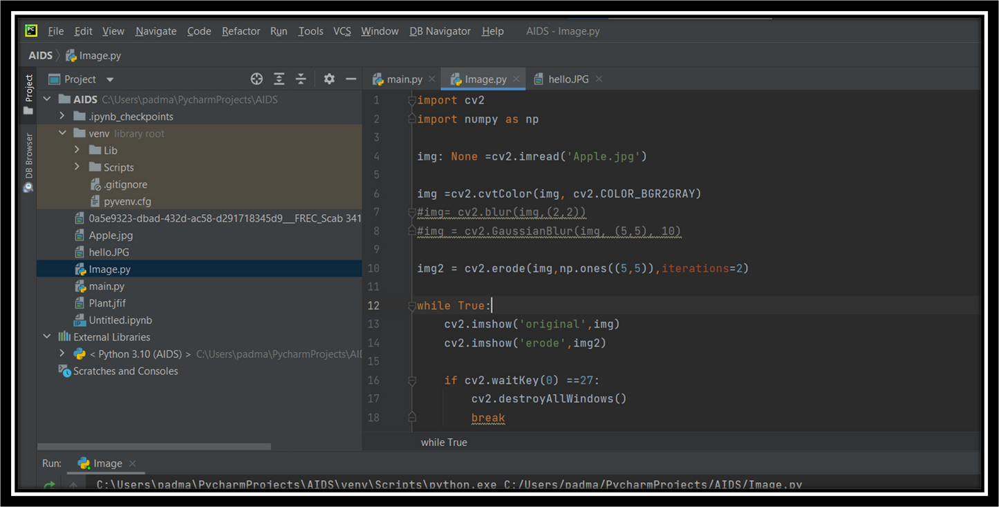 PC File Edit View Navigate Code Refactor Run Tools VCS Window DB Navigator Help AIDS - Image.py
AIDS Image.py
Project
DB Browser
Project
AIDS C:\Users\padma\PycharmProjects\AIDS
.ipynb_checkpoints
venv library root
Lib
Scripts
.gitignore
pyvenv.cfg
0a5e9323-dbad-432d-ac58-d291718345d9___FREC_Scab 341
Apple.jpg
hello.JPG
Image.py
main.py
Plant.jfif
Untitled.ipynb
External Libraries
< Python 3.10 (AIDS) > C:\Users\padma\PycharmProjects\AI
Scratches and Consoles
main.py Image.py hello.JPG
1 import cv2
2 import numpy as np
3
4 img: None =cv2.imread('Apple.jpg')
5
6 img =cv2.cvtColor(img, cv2.COLOR_BGR2GRAY)
7 #img= cv2.blur(img,(2,2))
8 #img = cv2.GaussianBlur(img, (5,5), 10)
9
10 img2 = cv2.erode(img,np.ones((5,5)),iterations=2)
11
12 while True:
13 cv2.imshow('original',img)
14 cv2.imshow('erode',img2)
15
16 if cv2.waitKey(0) ==27:
17 cv2.destroyAllWindows()
18 break
while True
Run: Image
C:\Users\padma\PycharmProjects\AIDS\venv\Scripts\python.exe C:/Users/padma/PycharmProjects/AIDS/Image.py